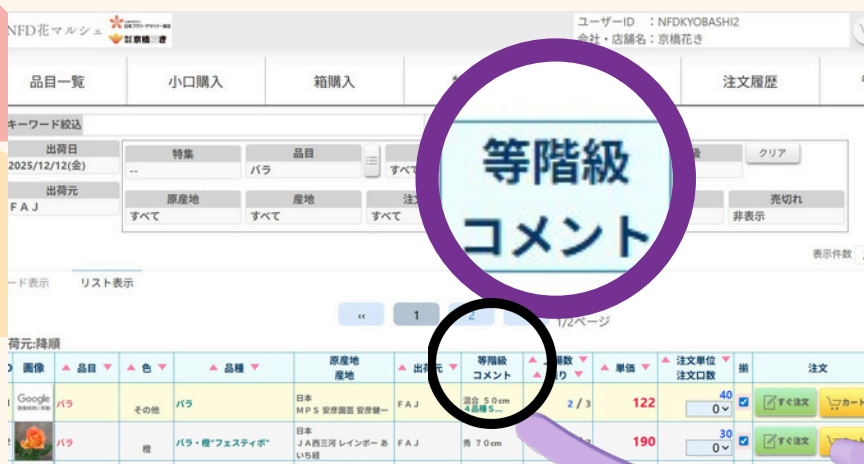 NFD花マルシェ
ユーザーID ：NFDKYOBASHI2
会社・店舗名：京橋花き
品目一覧
小口購入
箱購入
注文履歴
キーワード絞込
出荷日
特集
品目
クリア
2025/12/12(金)
--
バラ
出荷元
FAJ
原産地
産地
売切れ
すべて
すべて
すべて
非表示
等階級
コメント
表示件数
リスト表示
‹‹
1
2
1/2ページ
荷元:降順
画像
▲ 品目 ▼
▲ 色 ▼
▲ 品種 ▼
原産地
産地
等階級
コメント
▲ 単価 ▼
▲ 注文単位 ▼
注文口数
注文
Google
バラ
その他
バラ
日本
MPS 安彦園芸 安彦健一
FAJ
混合 50cm
4品種S...
2 / 3
122
40
0
すぐ注文
カート
バラ
橙
バラ・橙"フェスティボ"
日本
JA西三河 レインボー あ
いち経
FAJ
秀 70cm
190
30
0
すぐ注文